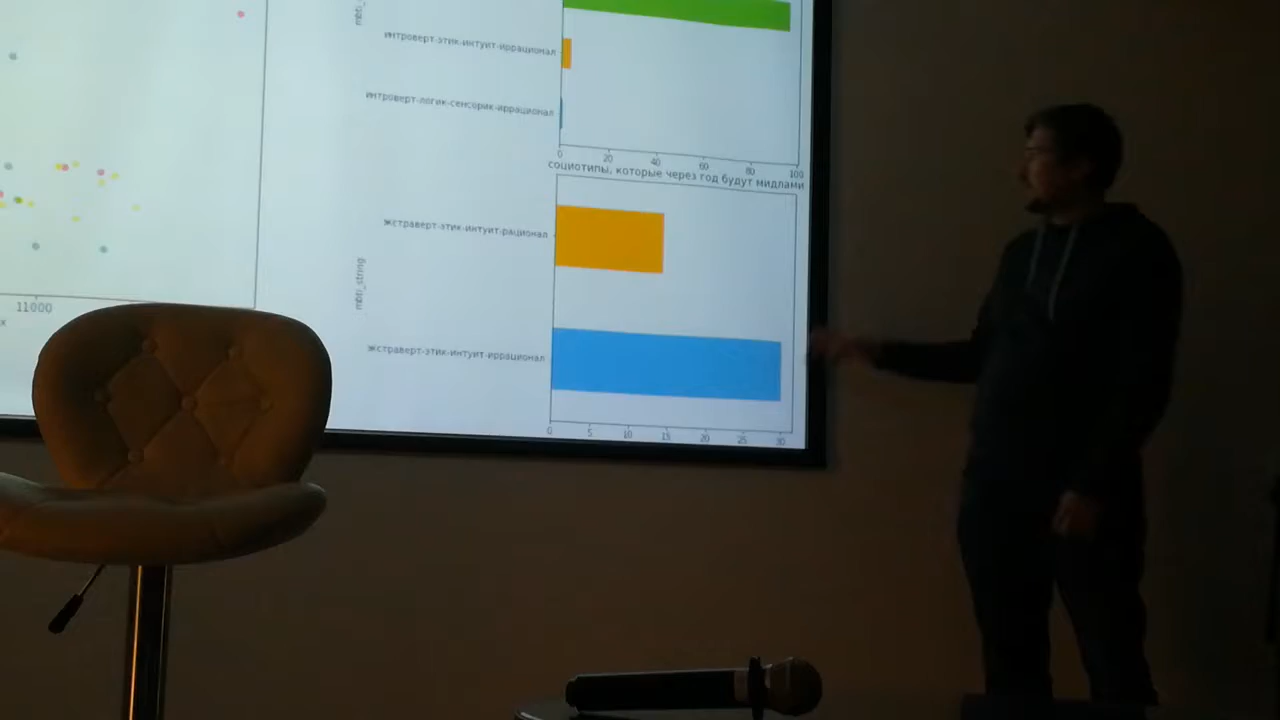 mbti_
интроверт-этик-интуит-иррационал
интроверт-логик-сенсорик-иррационал
0 20 40 60 80 100
социотипы, которые через год будут мидлами
экстраверт-этик-интуит-рационал
mbti_string
экстраверт-этик-интуит-иррационал
0 5 10 15 20 25 30
11000
x